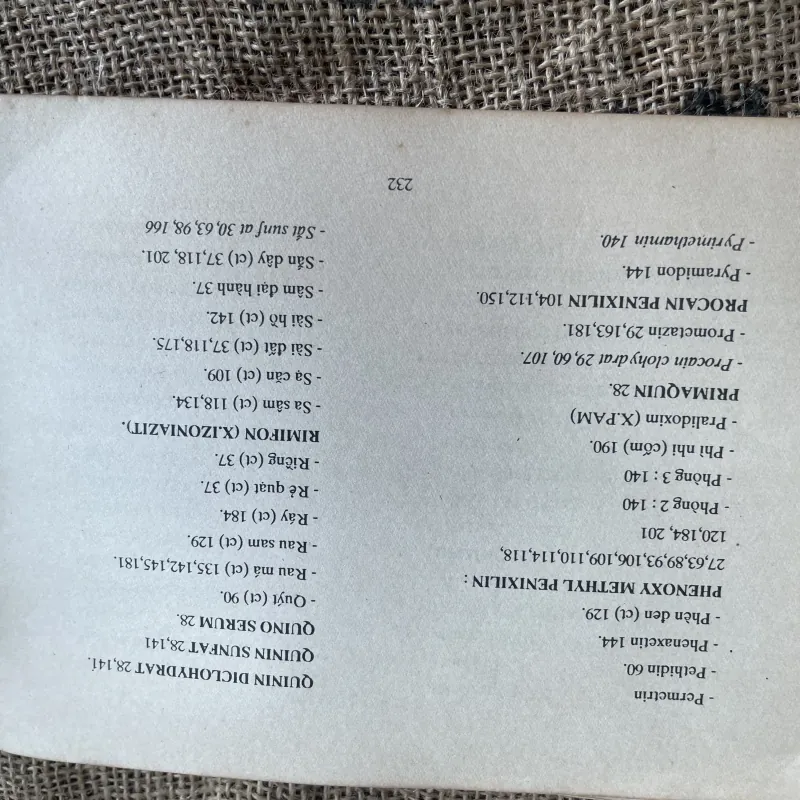 - Permetrin
- Pethidin 60.
- Phenaxetin 144.
- Phèn đen (ct) 129.
PHENOXY METHYL PENIXILIN :
27,63,89,93,106,109,110,114,118,
120,184, 201
- Phòng 2 : 140
- Phòng 3 : 140
- Phì nhi (cốm) 190.
- Pralidoxim (X.PAM)
PRIMAQUIN 28.
- Procain clohydrat 29,60, 107.
- Prometazin 29,163,181.
PROCAIN PENIXILIN 104,112,150.
- Pyramidon 144.
- Pyrimethamin 140.
QUININ DICLOHYDRAT 28,141.
QUININ SUNFAT 28,141
QUINO SERUM 28.
- Quýt (ct) 90.
- Rau má (ct) 135,142,145,181.
- Rau sam (ct) 129.
- Ráy (ct) 184.
- Rẻ quạt (ct) 37.
- Riềng (ct) 37.
RIMIFON (X.IZONIAZIT).
- Sa sâm (ct) 118,134.
- Sạ căn (ct) 109.
- Sài đất (ct) 37,118,175.
- Sài hồ (ct) 142.
- Sâm đại hành 37.
- Sắn dây (ct) 37,118, 201.
- Sắt sunf at 30,63,98,166
232